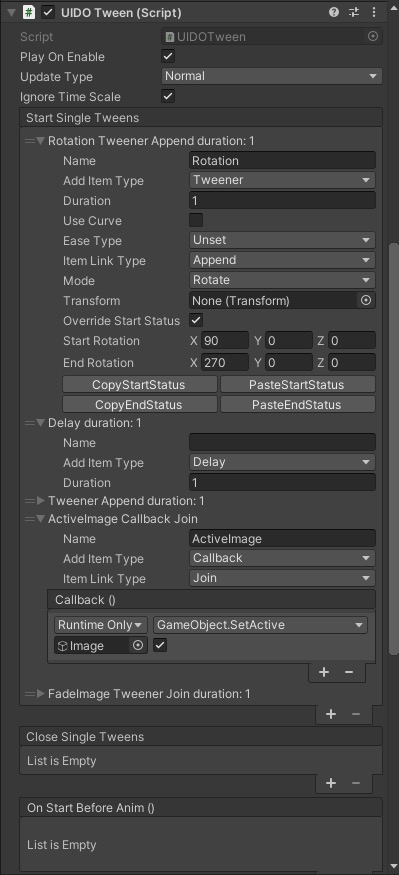 UIDO Tween (Script)
Script UIDOTween
Play On Enable
Update Type Normal
Ignore Time Scale
Start Single Tweens
Rotation Tweener Append duration: 1
Name Rotation
Add Item Type Tweener
Duration 1
Use Curve
Ease Type Unset
Item Link Type Append
Mode Rotate
Transform None (Transform)
Override Start Status
Start Rotation X 90 Y 0 Z 0
End Rotation X 270 Y 0 Z 0
CopyStartStatus PasteStartStatus
CopyEndStatus PasteEndStatus
Delay duration: 1
Name
Add Item Type Delay
Duration 1
Tweener Append duration: 1
ActiveImage Callback Join
Name ActiveImage
Add Item Type Callback
Item Link Type Join
Callback ()
Runtime Only GameObject.SetActive
Image
FadeImage Tweener Join duration: 1
Close Single Tweens
List is Empty
On Start Before Anim ()
List is Empty